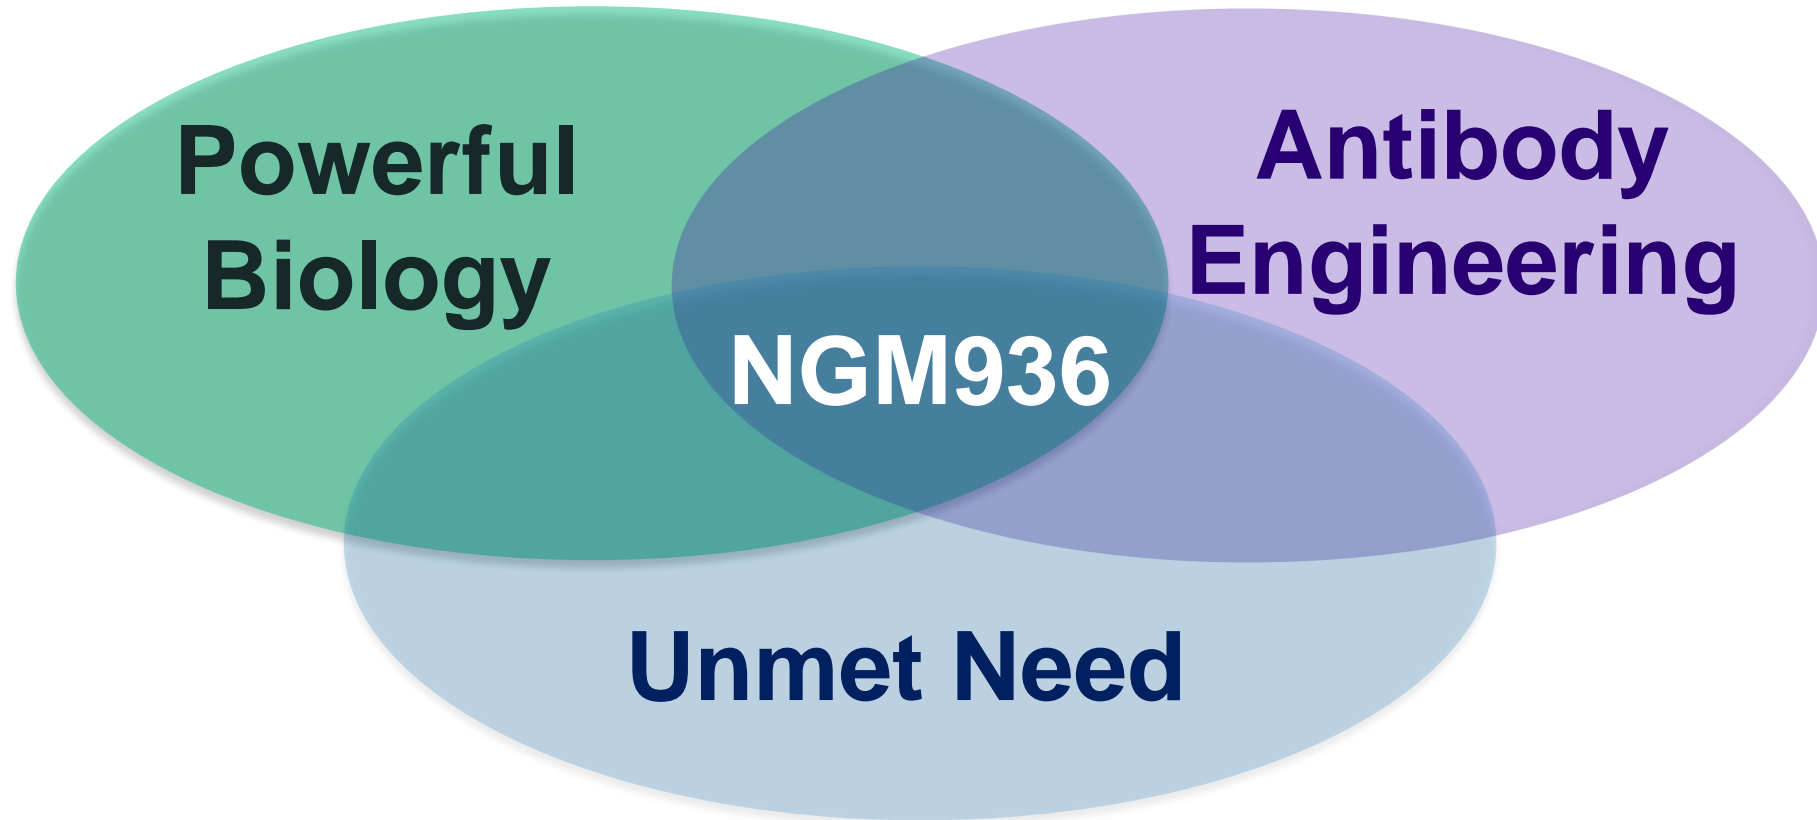 Powerful
Biology
Antibody
Engineering
NGM936
Unmet Need